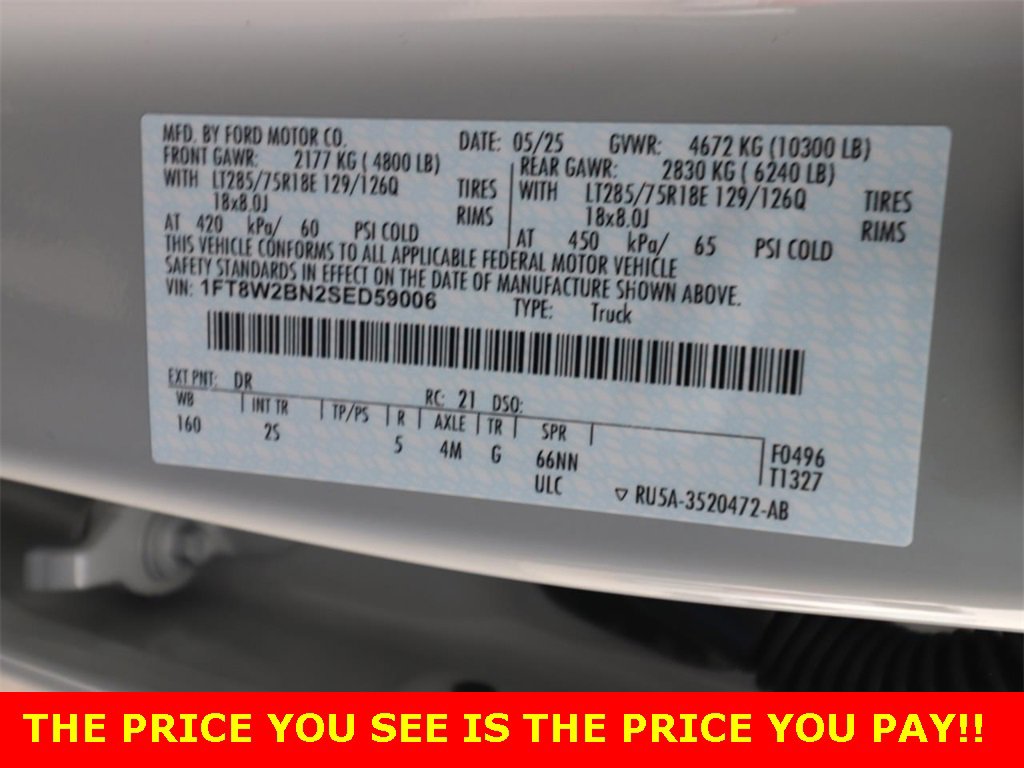 MFD. BY FORD MOTOR CO. DATE: 05/25 GVWR: 4672 KG (10300 LB)
FRONT GAWR: 2177 KG ( 4800 LB) REAR GAWR: 2830 KG ( 6240 LB)
WITH LT285/75R18E 129/126Q TIRES WITH LT285/75R18E 129/126Q TIRES
18x8.0J RIMS 18x8.0J RIMS
AT 420 kPa/ 60 PSI COLD AT 450 kPa/ 65 PSI COLD
THIS VEHICLE CONFORMS TO ALL APPLICABLE FEDERAL MOTOR VEHICLE
SAFETY STANDARDS IN EFFECT ON THE DATE OF MANUFACTURE SHOWN ABOVE.
VIN: 1FT8W2BN2SED59006 TYPE: Truck
EXT PNT: DR RC: 21 DSO:
WB INT TR TP/PS R AXLE TR SPR
160 2S 5 4M G 66NN F0496
ULC T1327
▽ RU5A-3520472-AB
THE PRICE YOU SEE IS THE PRICE YOU PAY!!